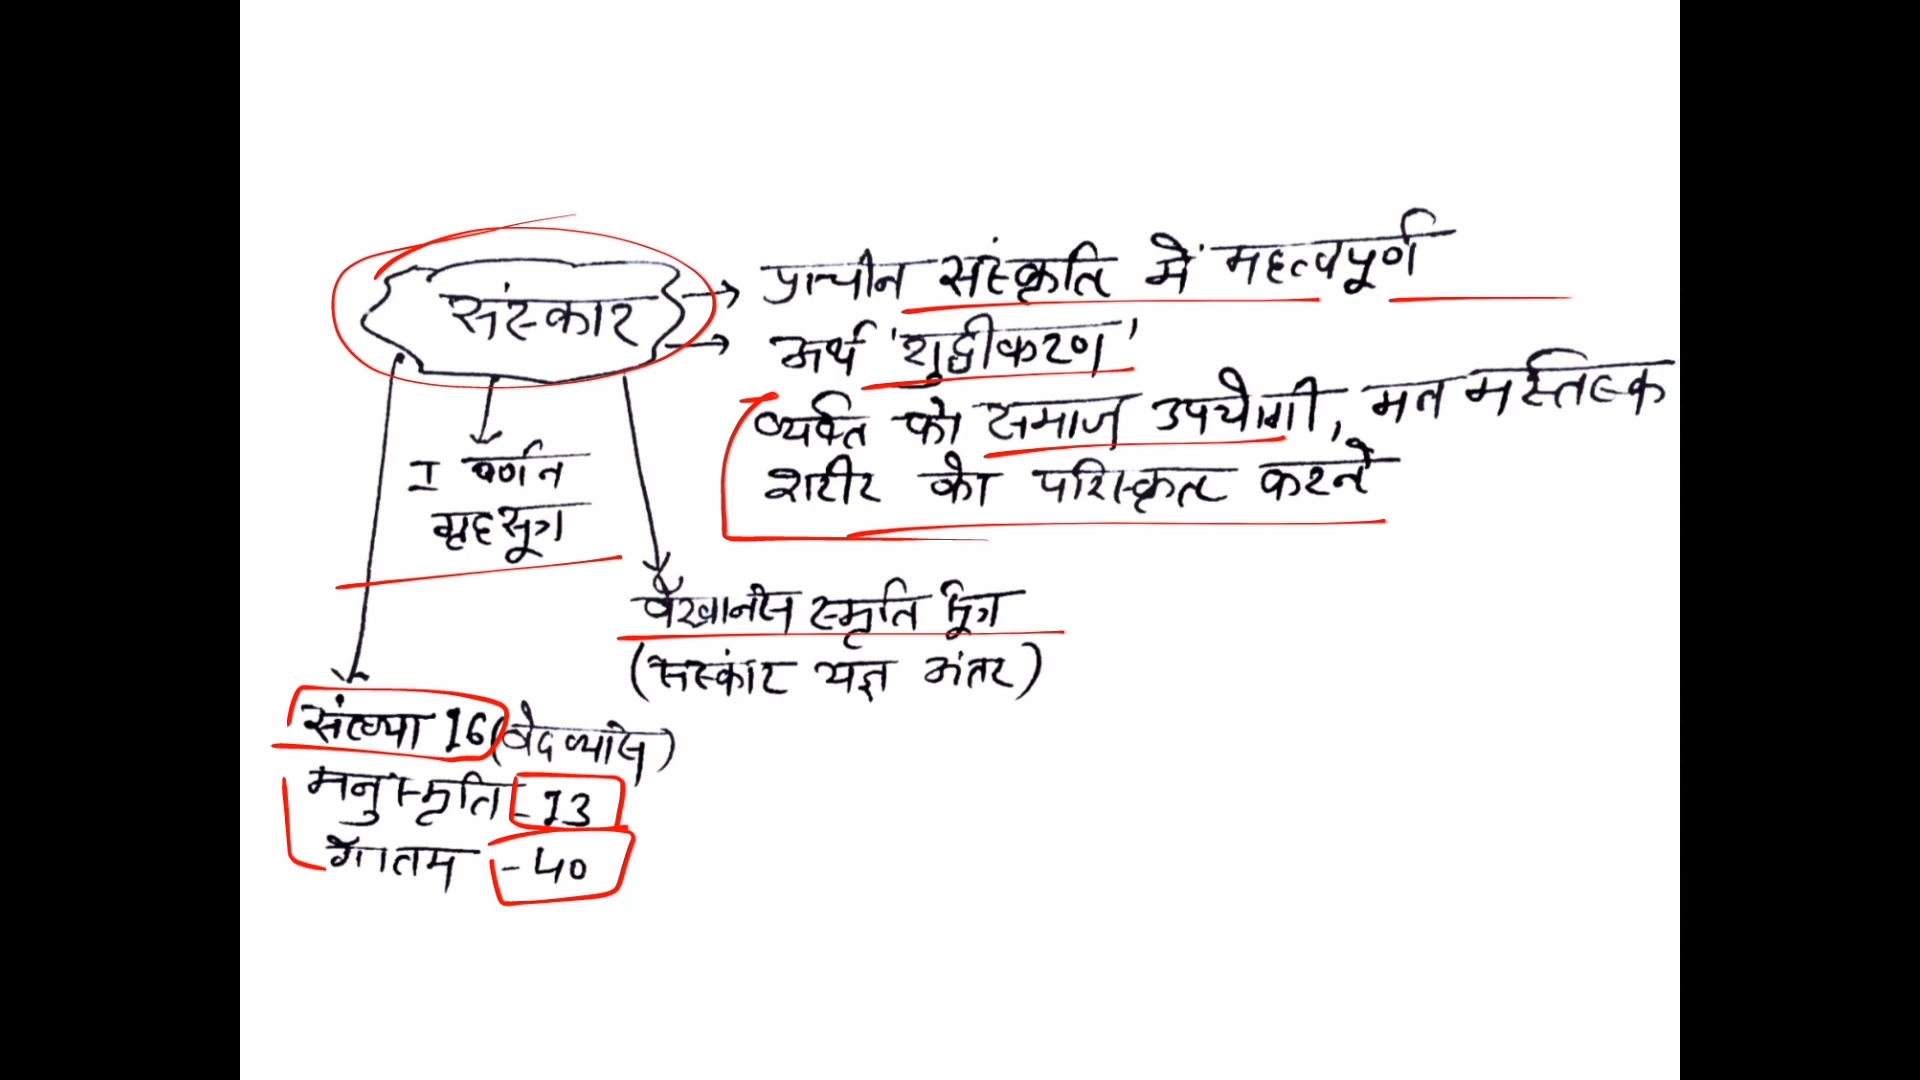 संस्कार
प्राचीन संस्कृति में महत्वपूर्ण
अर्थ 'शुद्धीकरण'
व्यक्ति को समाज उपयोगी, मन मस्तिष्क
शरीर को परिस्कृत करने
I वर्णन
गृहसूत्र
वैखानस स्मृति सूत्र
(संस्कार यज्ञ अंतर)
संख्या 16 (वेदव्यास)
मनुस्मृति - 13
गौतम - 40